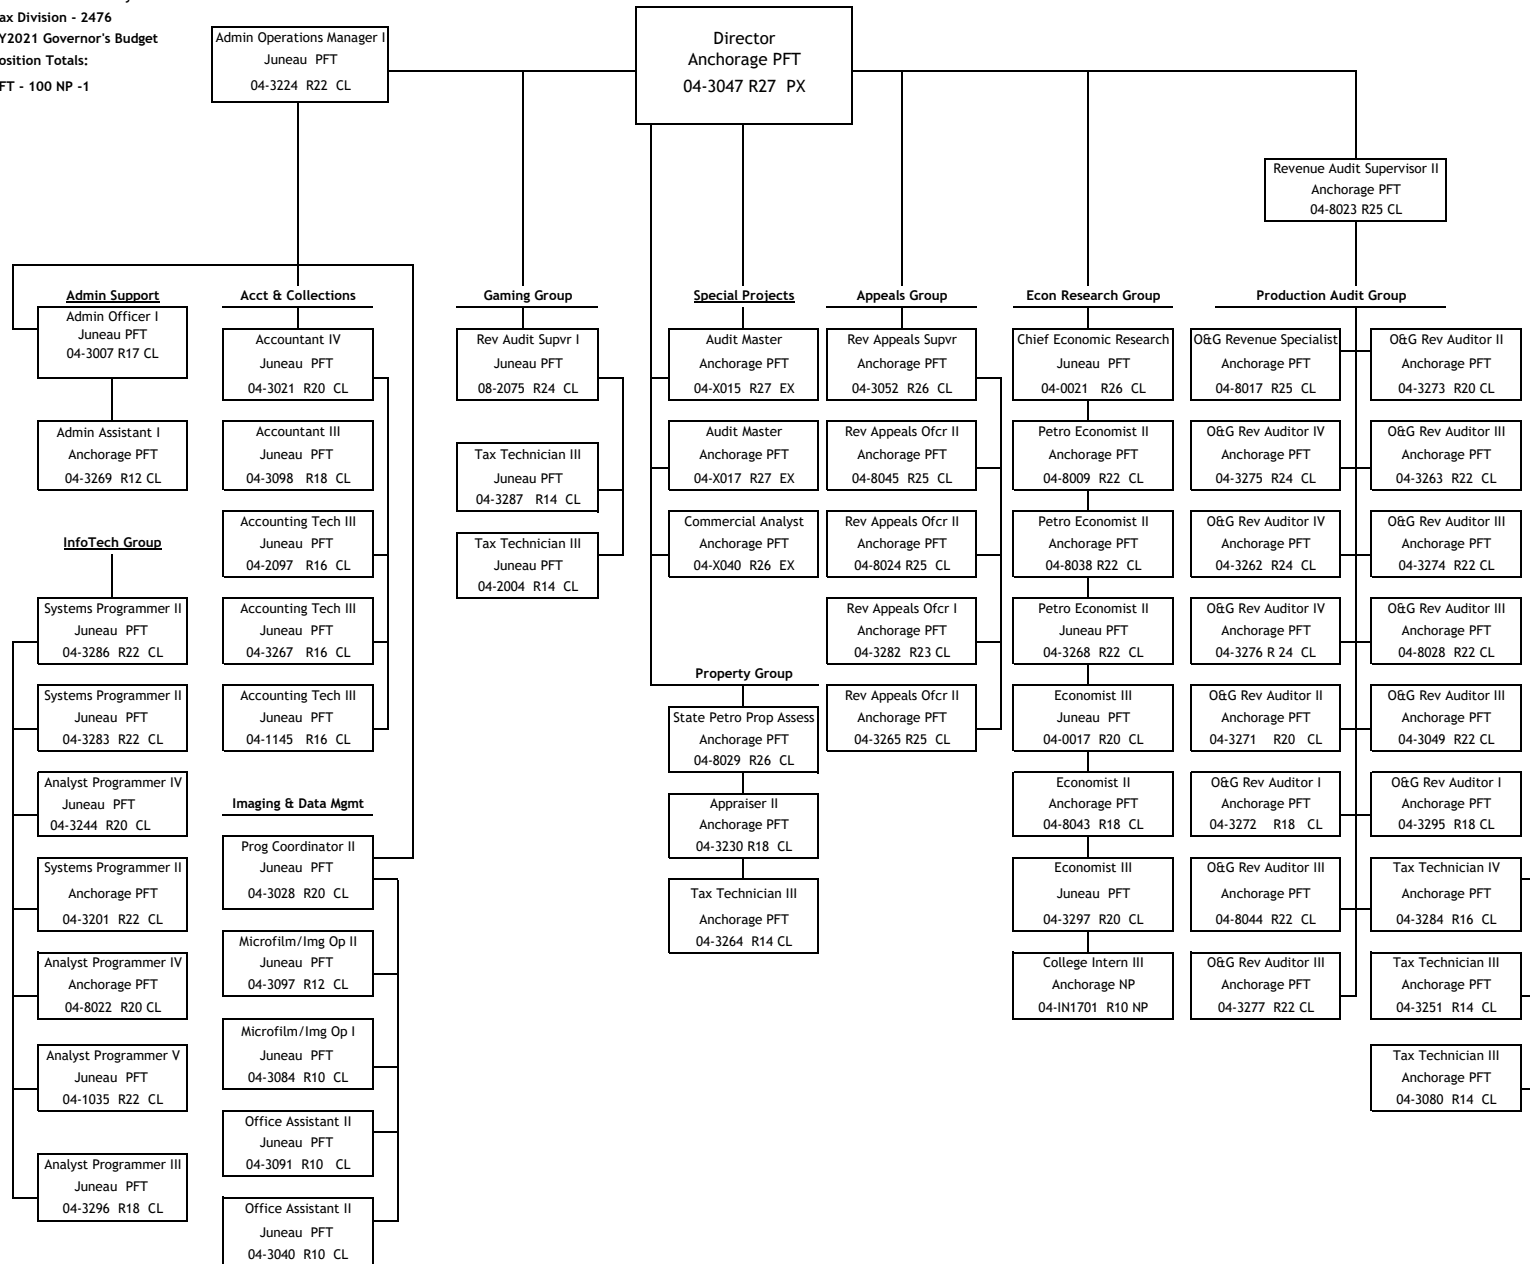 ax Division - 2476
Y2021 Governor's Budget
osition Totals:
FT - 100 NP -1
Admin Operations Manager I
Juneau PFT
04-3224 R22 CL
Director
Anchorage PFT
04-3047 R27 PX
Revenue Audit Supervisor II
Anchorage PFT
04-8023 R25 CL
Admin Support
Admin Officer I
Juneau PFT
04-3007 R17 CL
Admin Assistant I
Anchorage PFT
04-3269 R12 CL
InfoTech Group
Systems Programmer II
Juneau PFT
04-3286 R22 CL
Systems Programmer II
Juneau PFT
04-3283 R22 CL
Analyst Programmer IV
Juneau PFT
04-3244 R20 CL
Systems Programmer II
Anchorage PFT
04-3201 R22 CL
Analyst Programmer IV
Anchorage PFT
04-8022 R20 CL
Analyst Programmer V
Juneau PFT
04-1035 R22 CL
Analyst Programmer III
Juneau PFT
04-3296 R18 CL
Acct & Collections
Accountant IV
Juneau PFT
04-3021 R20 CL
Accountant III
Juneau PFT
04-3098 R18 CL
Accounting Tech III
Juneau PFT
04-2097 R16 CL
Accounting Tech III
Juneau PFT
04-3267 R16 CL
Accounting Tech III
Juneau PFT
04-1145 R16 CL
Imaging & Data Mgmt
Prog Coordinator II
Juneau PFT
04-3028 R20 CL
Microfilm/Img Op II
Juneau PFT
04-3097 R12 CL
Microfilm/Img Op I
Juneau PFT
04-3084 R10 CL
Office Assistant II
Juneau PFT
04-3091 R10 CL
Office Assistant II
Juneau PFT
04-3040 R10 CL
Gaming Group
Rev Audit Supvr I
Juneau PFT
08-2075 R24 CL
Tax Technician III
Juneau PFT
04-3287 R14 CL
Tax Technician III
Juneau PFT
04-2004 R14 CL
Special Projects
Audit Master
Anchorage PFT
04-X015 R27 EX
Audit Master
Anchorage PFT
04-X017 R27 EX
Commercial Analyst
Anchorage PFT
04-X040 R26 EX
Property Group
State Petro Prop Assess
Anchorage PFT
04-8029 R26 CL
Appraiser II
Anchorage PFT
04-3230 R18 CL
Tax Technician III
Anchorage PFT
04-3264 R14 CL
Appeals Group
Rev Appeals Supvr
Anchorage PFT
04-3052 R26 CL
Rev Appeals Ofcr II
Anchorage PFT
04-8045 R25 CL
Rev Appeals Ofcr II
Anchorage PFT
04-8024 R25 CL
Rev Appeals Ofcr I
Anchorage PFT
04-3282 R23 CL
Rev Appeals Ofcr II
Anchorage PFT
04-3265 R25 CL
Econ Research Group
Chief Economic Research
Juneau PFT
04-0021 R26 CL
Petro Economist II
Anchorage PFT
04-8009 R22 CL
Petro Economist II
Anchorage PFT
04-8038 R22 CL
Petro Economist II
Juneau PFT
04-3268 R22 CL
Economist III
Juneau PFT
04-0017 R20 CL
Economist II
Anchorage PFT
04-8043 R18 CL
Economist III
Juneau PFT
04-3297 R20 CL
College Intern III
Anchorage NP
04-IN1701 R10 NP
Production Audit Group
O&G Revenue Specialist
Anchorage PFT
04-8017 R25 CL
O&G Rev Auditor IV
Anchorage PFT
04-3275 R24 CL
O&G Rev Auditor IV
Anchorage PFT
04-3262 R24 CL
O&G Rev Auditor IV
Anchorage PFT
04-3276 R 24 CL
O&G Rev Auditor II
Anchorage PFT
04-3271 R20 CL
O&G Rev Auditor I
Anchorage PFT
04-3272 R18 CL
O&G Rev Auditor III
Anchorage PFT
04-8044 R22 CL
O&G Rev Auditor III
Anchorage PFT
04-3277 R22 CL
O&G Rev Auditor II
Anchorage PFT
04-3273 R20 CL
O&G Rev Auditor III
Anchorage PFT
04-3263 R22 CL
O&G Rev Auditor III
Anchorage PFT
04-3274 R22 CL
O&G Rev Auditor III
Anchorage PFT
04-8028 R22 CL
O&G Rev Auditor III
Anchorage PFT
04-3049 R22 CL
O&G Rev Auditor I
Anchorage PFT
04-3295 R18 CL
Tax Technician IV
Anchorage PFT
04-3284 R16 CL
Tax Technician III
Anchorage PFT
04-3251 R14 CL
Tax Technician III
Anchorage PFT
04-3080 R14 CL